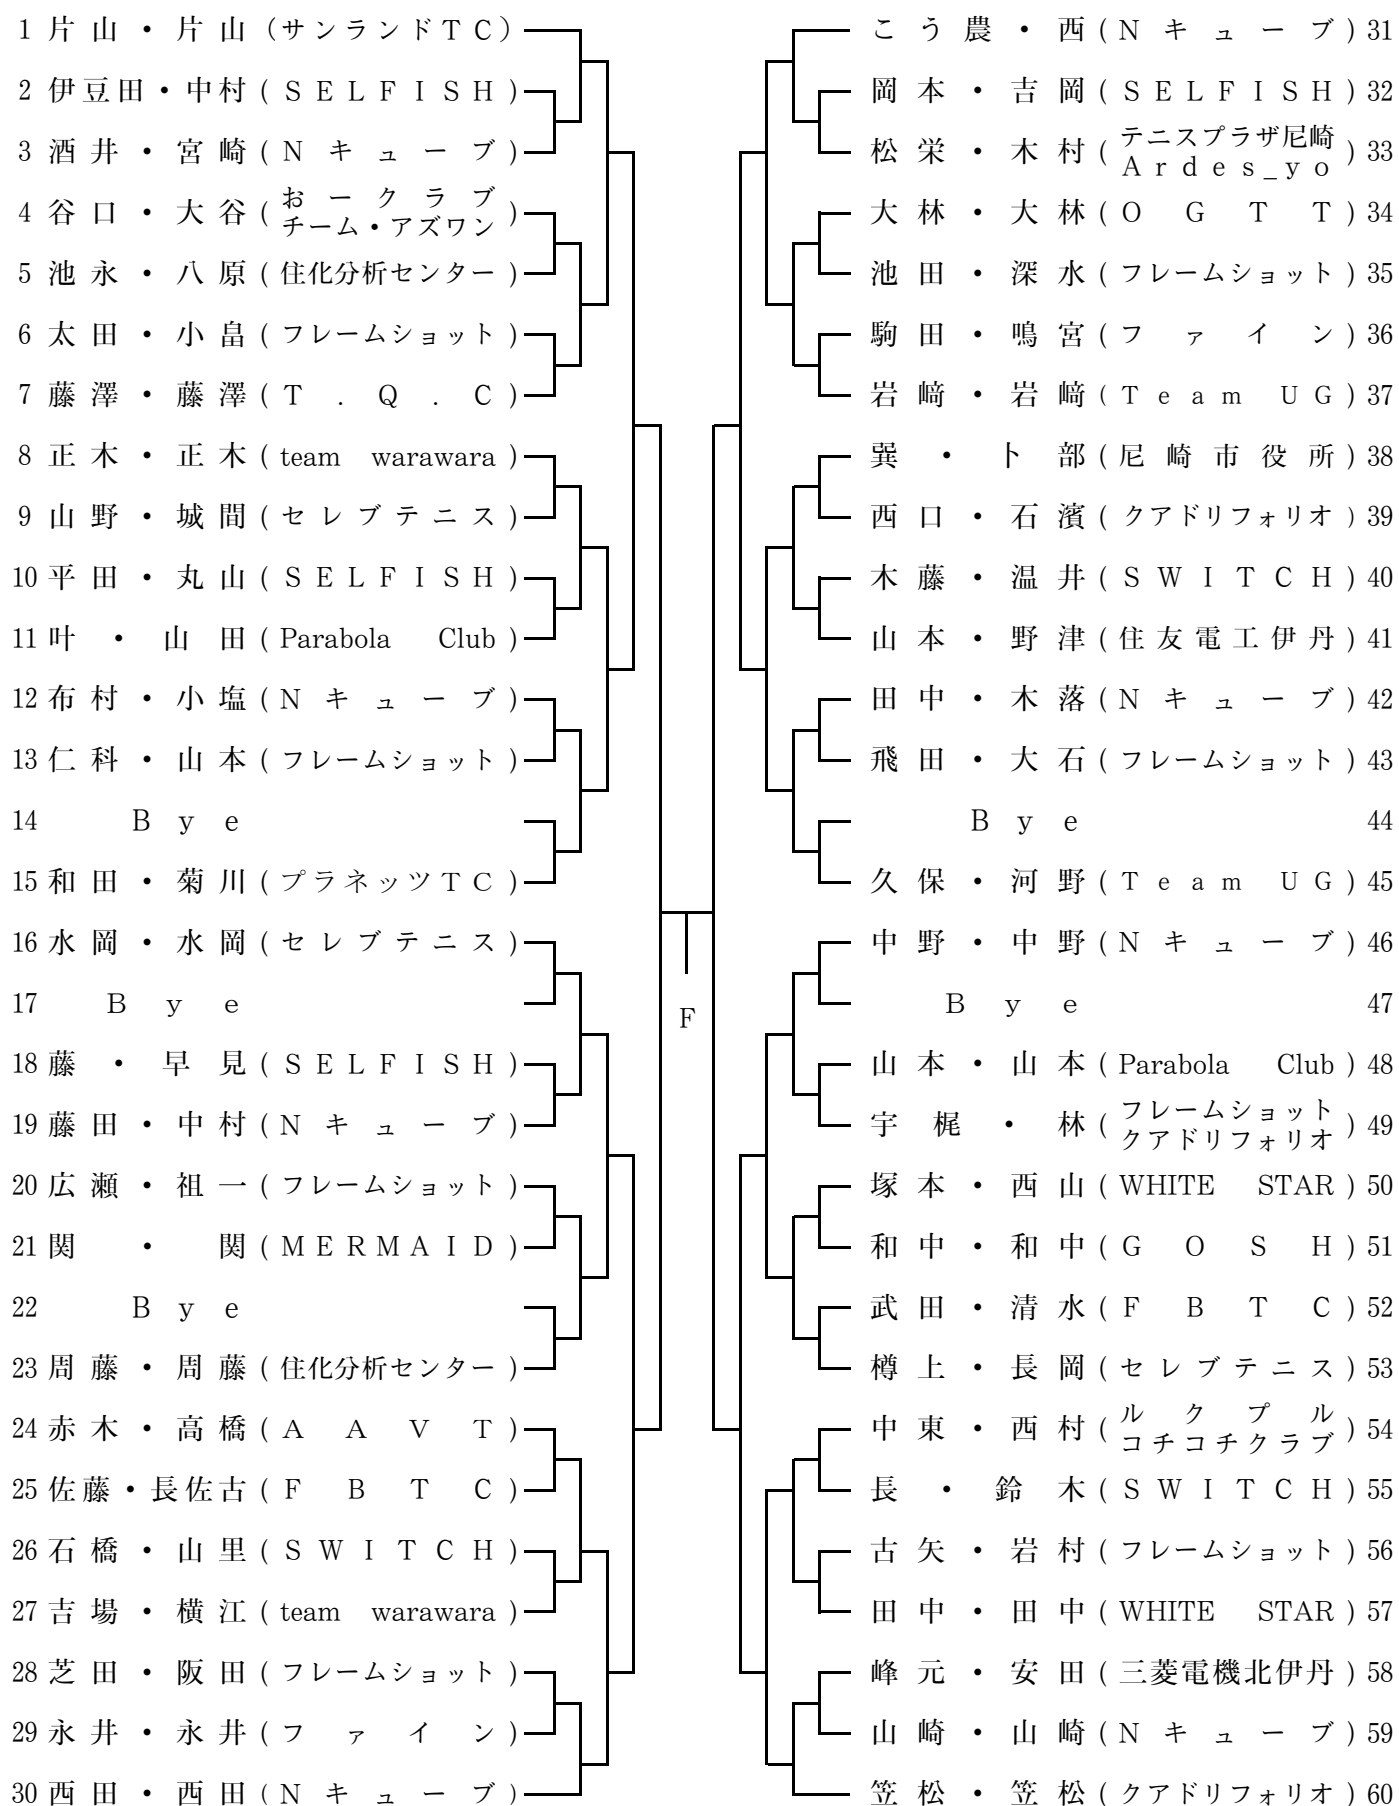 1 片山・片山 (サンランドTC)
2 伊豆田・中村 (SELFISH)
3 酒井・宮崎 (Nキューブ)
4 谷口・大谷 (おークラブ
チーム・アズワン)
5 池永・八原 (住化分析センター)
6 太田・小畠 (フレームショット)
7 藤澤・藤澤 (T.Q.C)
8 正木・正木 (team warawara)
9 山野・城間 (セレブテニス)
10 平田・丸山 (SELFISH)
11 叶・山田 (Parabola Club)
12 布村・小塩 (Nキューブ)
13 仁科・山本 (フレームショット)
14 Bye
15 和田・菊川 (プラネッツTC)
16 水岡・水岡 (セレブテニス)
17 Bye
18 藤・早見 (SELFISH)
19 藤田・中村 (Nキューブ)
20 広瀬・祖一 (フレームショット)
21 関・関 (MERMAID)
22 Bye
23 周藤・周藤 (住化分析センター)
24 赤木・高橋 (AAVT)
25 佐藤・長佐古 (FBTC)
26 石橋・山里 (SWITCH)
27 吉場・横江 (team warawara)
28 芝田・阪田 (フレームショット)
29 永井・永井 (ファイン)
30 西田・西田 (Nキューブ)
F
こう農・西 (Nキューブ) 31
岡本・吉岡 (SELFISH) 32
松栄・木村 (テニスプラザ尼崎
Ardes_yo) 33
大林・大林 (OGTT) 34
池田・深水 (フレームショット) 35
駒田・鳴宮 (ファイン) 36
岩﨑・岩﨑 (Team UG) 37
巽・卜部 (尼崎市役所) 38
西口・石濱 (クアドリフォリオ) 39
木藤・温井 (SWITCH) 40
山本・野津 (住友電工伊丹) 41
田中・木落 (Nキューブ) 42
飛田・大石 (フレームショット) 43
Bye 44
久保・河野 (Team UG) 45
中野・中野 (Nキューブ) 46
Bye 47
山本・山本 (Parabola Club) 48
宇梶・林 (フレームショット
クアドリフォリオ) 49
塚本・西山 (WHITE STAR) 50
和中・和中 (GOSH) 51
武田・清水 (FBTC) 52
樽上・長岡 (セレブテニス) 53
中東・西村 (ルクプル
コチコチクラブ) 54
長・鈴木 (SWITCH) 55
古矢・岩村 (フレームショット) 56
田中・田中 (WHITE STAR) 57
峰元・安田 (三菱電機北伊丹) 58
山崎・山崎 (Nキューブ) 59
笠松・笠松 (クアドリフォリオ) 60